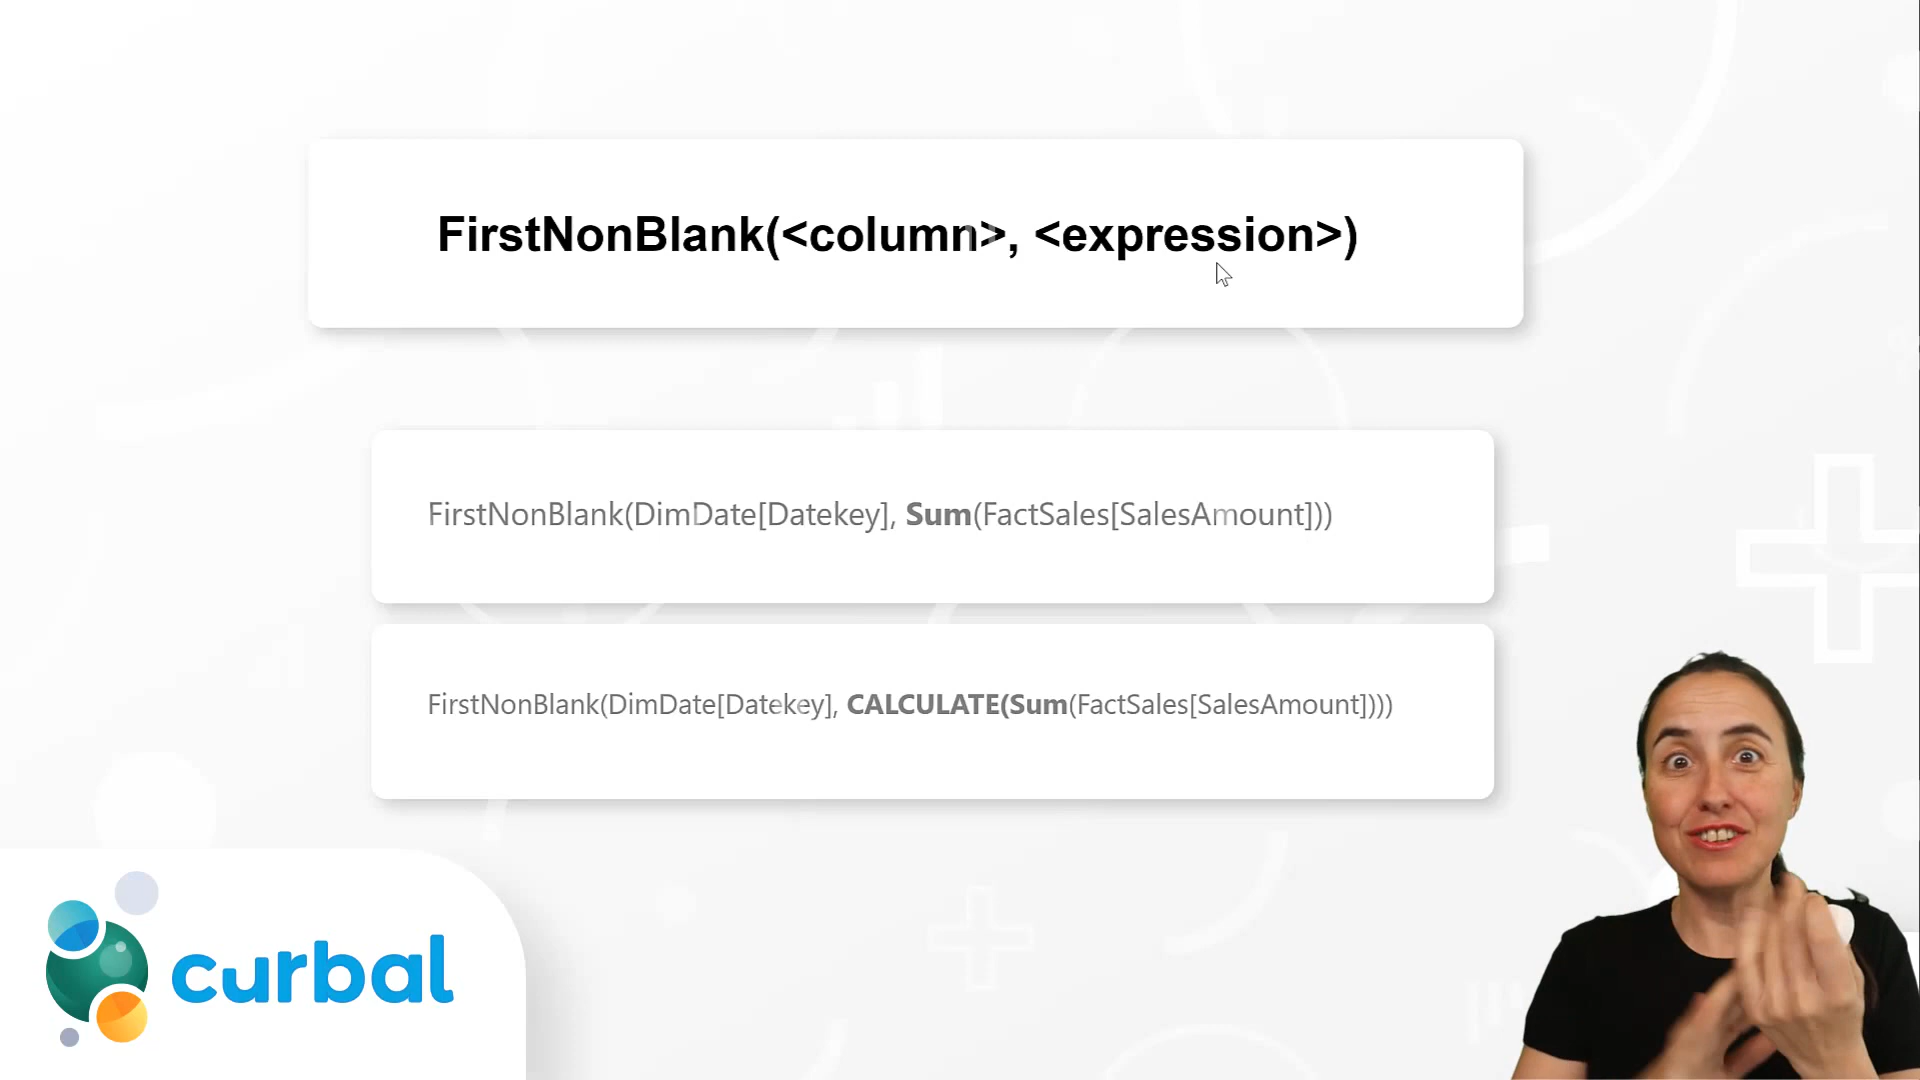 FirstNonBlank(<column>, <expression>)
FirstNonBlank(DimDate[Datekey], Sum(FactSales[SalesAmount]))
FirstNonBlank(DimDate[Datekey], CALCULATE(Sum(FactSales[SalesAmount])))
curbal